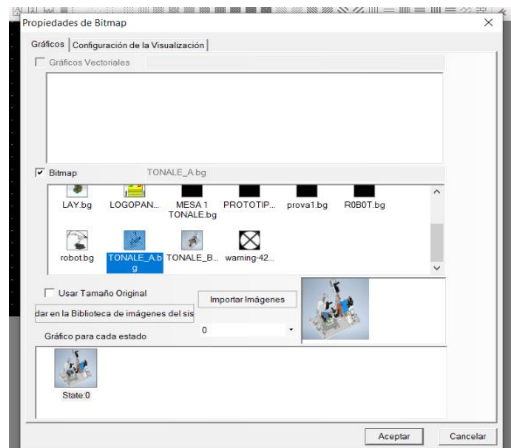 Propiedades de Bitmap
Gráficos Configuración de la Visualización
Gráficos Vectoriales
Bitmap TONALE_A.bg
LAY.bg LOGOPAN... MESA 1 PROTOTIP... prova1.bg R0B0T.bg
TONALE.bg
robot.bg TONALE_A.b TONALE_B... warning-42...
g
Usar Tamaño Original
Importar Imágenes
dar en la Biblioteca de imágenes del sis
0
Gráfico para cada estado
State:0
Aceptar Cancelar